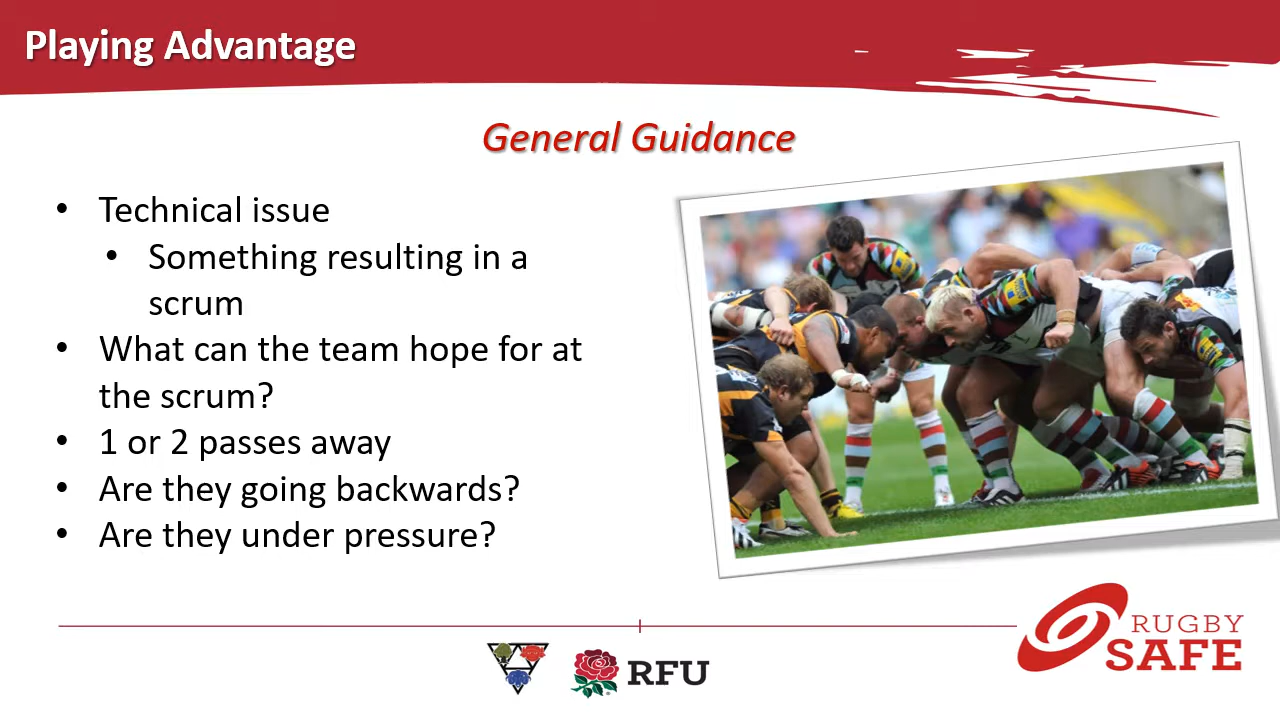 Playing Advantage
General Guidance
• Technical issue
• Something resulting in a
scrum
• What can the team hope for at
the scrum?
• 1 or 2 passes away
• Are they going backwards?
• Are they under pressure?
RFU
RUGBY
SAFE